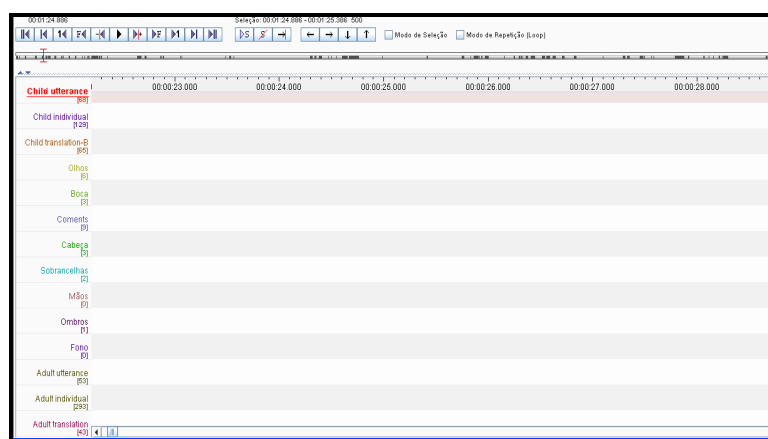 00:01:24.886 Seleção: 00:01:24.886 - 00:01:25.386 500
1 F F 1 S S Modo de Seleção Modo de Repetição (Loop)
00:00:23.000 00:00:24.000 00:00:25.000 00:00:26.000 00:00:27.000 00:00:28.000
Child utterance
[68]
Child inidividual
[129]
Child translation-B
[65]
Olhos
[6]
Boca
[3]
Coments
[9]
Cabeça
[3]
Sobrancelhas
[2]
Mãos
[0]
Ombros
[1]
Fono
[0]
Adult utterance
[53]
Adult individual
[293]
Adult translation
[43]